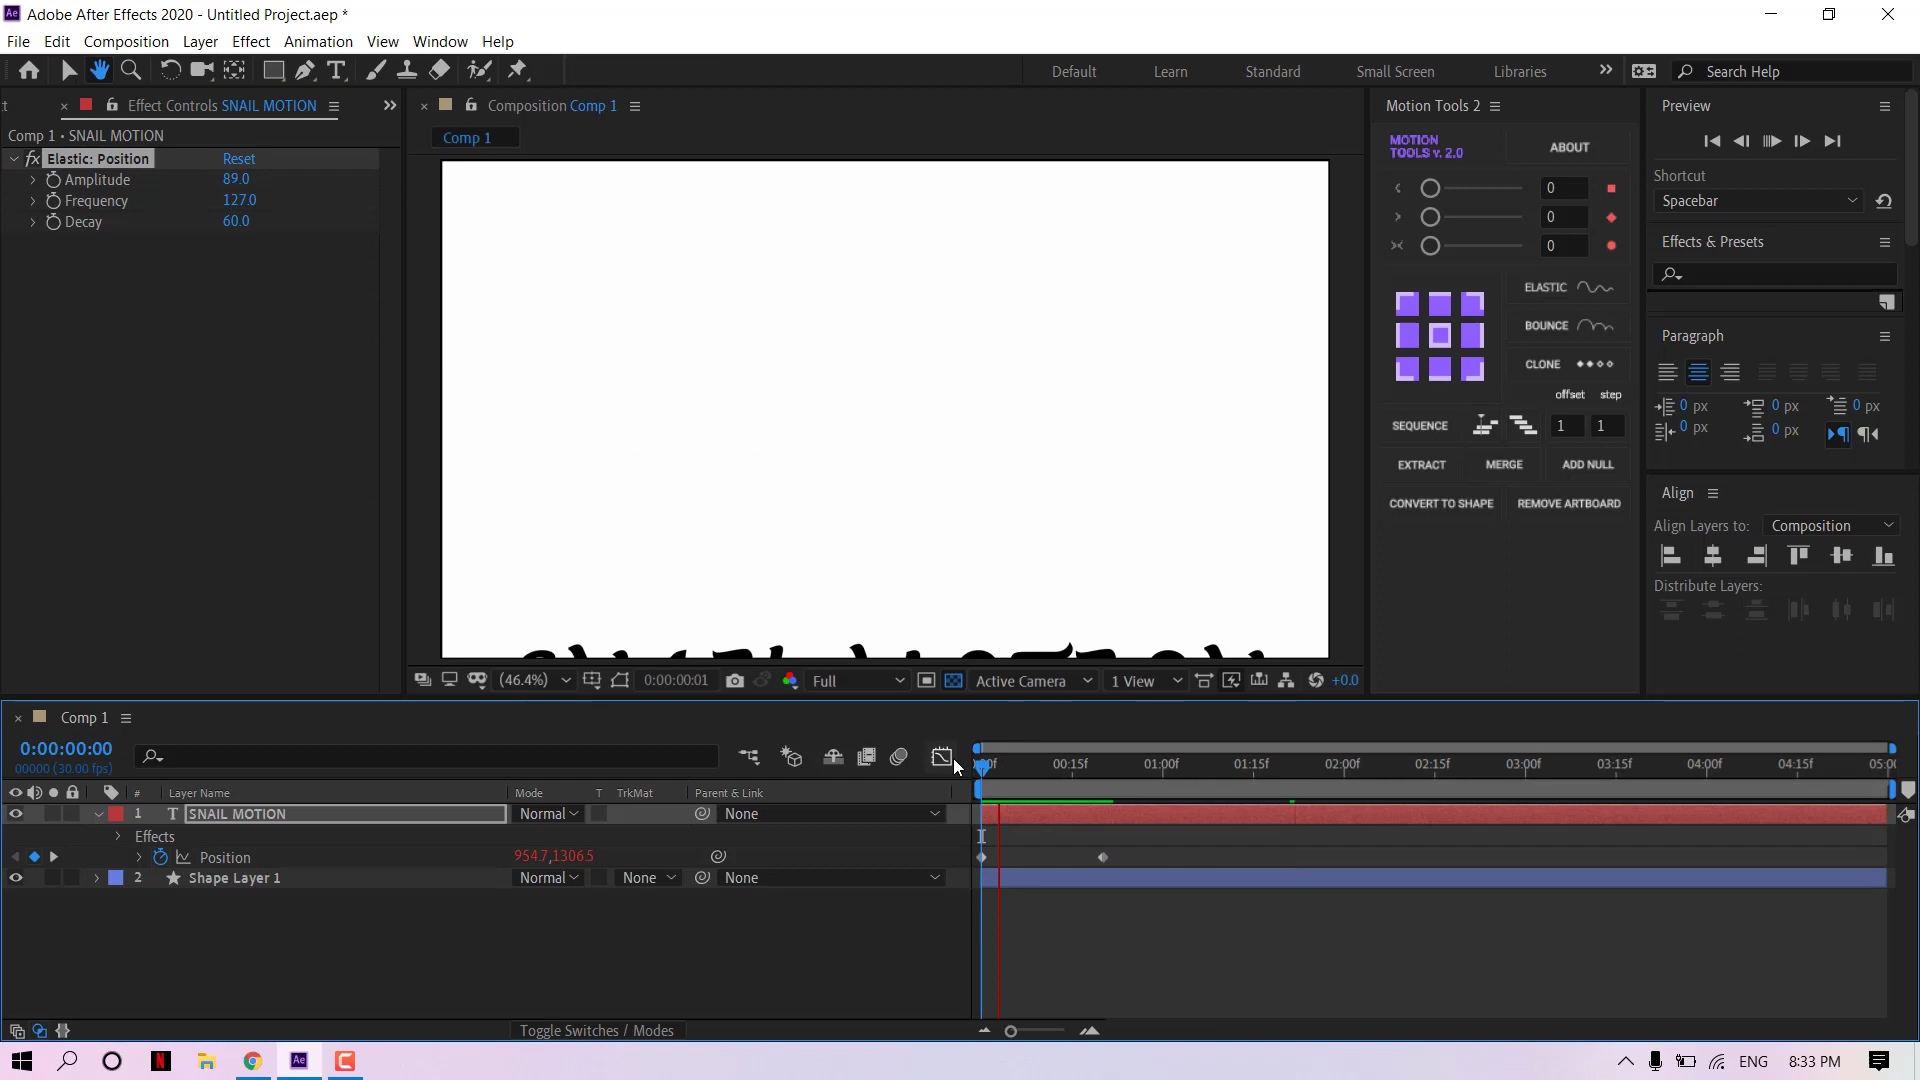 Adobe After Effects 2020 - Untitled Project.aep *
File Edit Composition Layer Effect Animation View Window Help
Default Learn Standard Small Screen Libraries Search Help
Effect Controls SNAIL MOTION
Comp 1 • SNAIL MOTION
fx Elastic: Position Reset
Amplitude 89.0
Frequency 127.0
Decay 60.0
Composition Comp 1
Comp 1
(46.4%) 0:00:00:01 Full Active Camera 1 View +0.0
Motion Tools 2
MOTION
TOOLS v. 2.0
ABOUT
0
0
0
ELASTIC
BOUNCE
CLONE
offset step
SEQUENCE 1 1
EXTRACT MERGE ADD NULL
CONVERT TO SHAPE REMOVE ARTBOARD
Preview
Shortcut
Spacebar
Effects & Presets
Paragraph
0 px 0 px 0 px
0 px 0 px
Align
Align Layers to: Composition
Distribute Layers:
Comp 1
0:00:00:00
00000 (30.00 fps)
00:15f 01:00f 01:15f 02:00f 02:15f 03:00f 03:15f 04:00f 04:15f
# Layer Name Mode T TrkMat Parent & Link
1 T SNAIL MOTION Normal None
Effects
Position 954.7,1306.5
2 Shape Layer 1 Normal None None
Toggle Switches / Modes
Ae ENG 8:33 PM